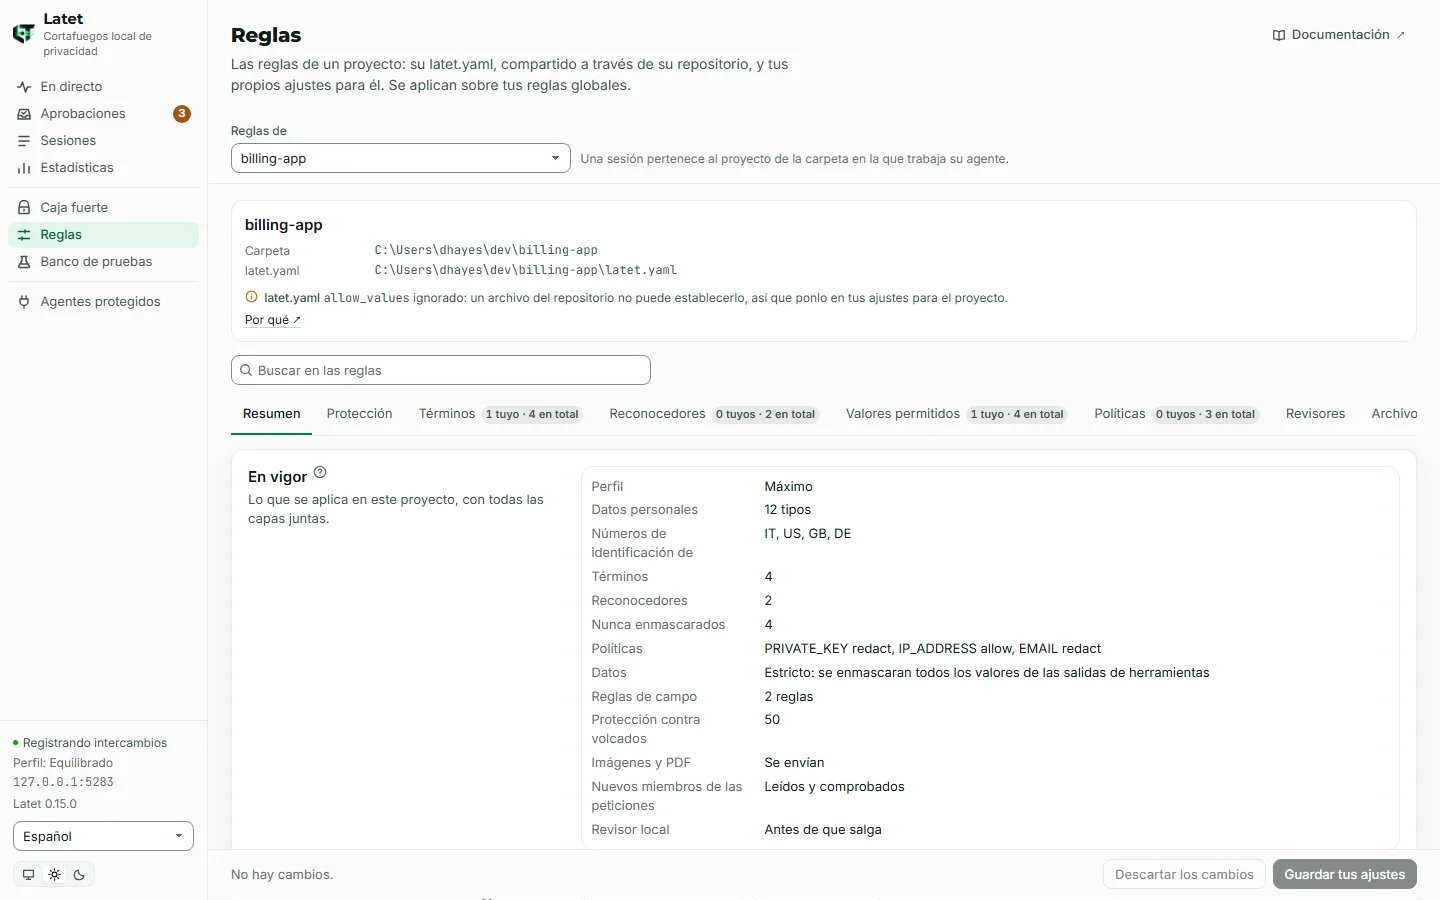 Latet
Cortafuegos local de
privacidad
En directo
Aprobaciones 3
Sesiones
Estadísticas
Caja fuerte
Reglas
Banco de pruebas
Agentes protegidos
Registrando intercambios
Perfil: Equilibrado
127.0.0.1:5283
Latet 0.15.0
Español
Reglas
Documentación ↗
Las reglas de un proyecto: su latet.yaml, compartido a través de su repositorio, y tus
propios ajustes para él. Se aplican sobre tus reglas globales.
Reglas de
billing-app
Una sesión pertenece al proyecto de la carpeta en la que trabaja su agente.
billing-app
Carpeta C:\Users\dhayes\dev\billing-app
latet.yaml C:\Users\dhayes\dev\billing-app\latet.yaml
latet.yaml allow_values ignorado: un archivo del repositorio no puede establecerlo, así que ponlo en tus ajustes para el proyecto.
Por qué ↗
Buscar en las reglas
Resumen Protección Términos 1 tuyo · 4 en total Reconocedores 0 tuyos · 2 en total Valores permitidos 1 tuyo · 4 en total Políticas 0 tuyos · 3 en total Revisores Archivo
En vigor ?
Lo que se aplica en este proyecto, con todas las
capas juntas.
Perfil Máximo
Datos personales 12 tipos
Números de
identificación de IT, US, GB, DE
Términos 4
Reconocedores 2
Nunca enmascarados 4
Políticas PRIVATE_KEY redact, IP_ADDRESS allow, EMAIL redact
Datos Estricto: se enmascaran todos los valores de las salidas de herramientas
Reglas de campo 2 reglas
Protección contra
volcados 50
Imágenes y PDF Se envían
Nuevos miembros de las
peticiones Leídos y comprobados
Revisor local Antes de que salga
No hay cambios.
Descartar los cambios
Guardar tus ajustes